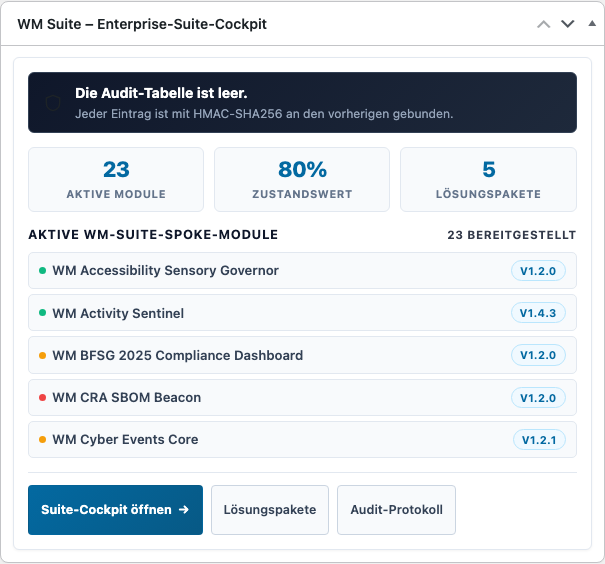 WM Suite – Enterprise-Suite-Cockpit
Die Audit-Tabelle ist leer.
Jeder Eintrag ist mit HMAC-SHA256 an den vorherigen gebunden.
23
AKTIVE MODULE
80%
ZUSTANDSWERT
5
LÖSUNGSPAKETE
AKTIVE WM-SUITE-SPOKE-MODULE
23 BEREITGESTELLT
WM Accessibility Sensory Governor
V1.2.0
WM Activity Sentinel
V1.4.3
WM BFSG 2025 Compliance Dashboard
V1.2.0
WM CRA SBOM Beacon
V1.2.0
WM Cyber Events Core
V1.2.1
Suite-Cockpit öffnen →
Lösungspakete
Audit-Protokoll